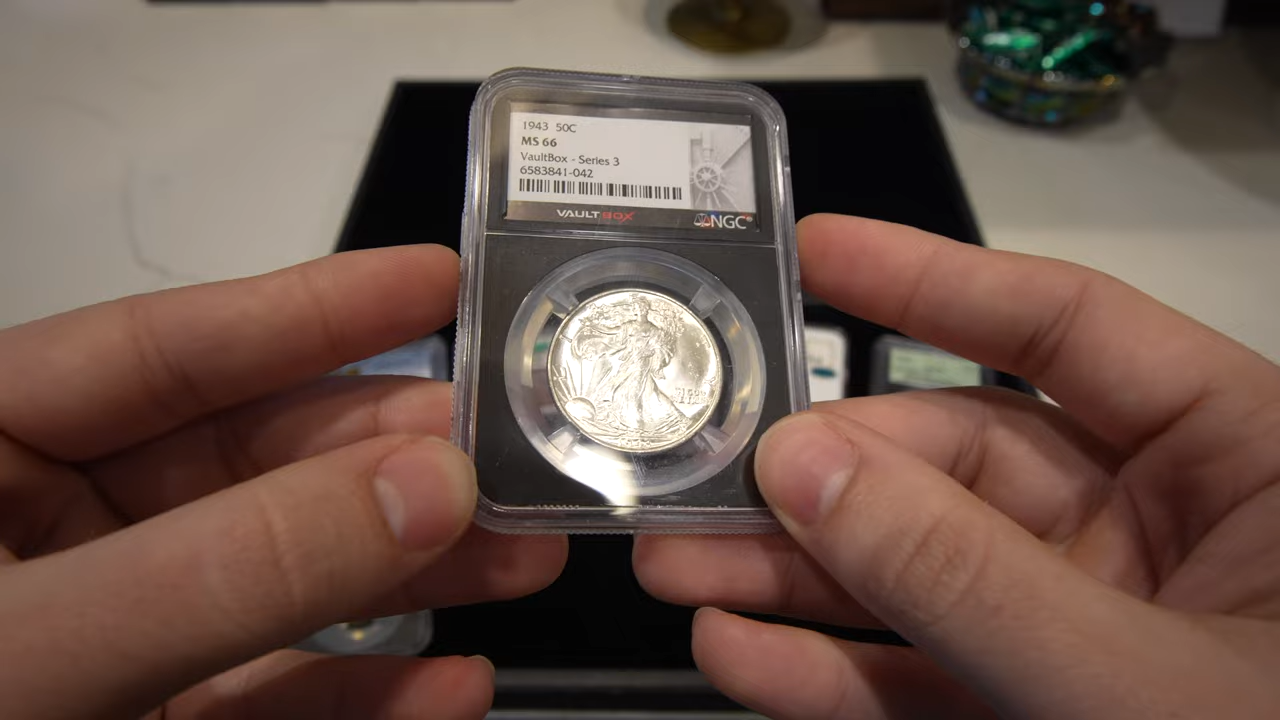 1943 50C
MS 66
VaultBox - Series 3
6583841-042
VAULTBOX
NGC